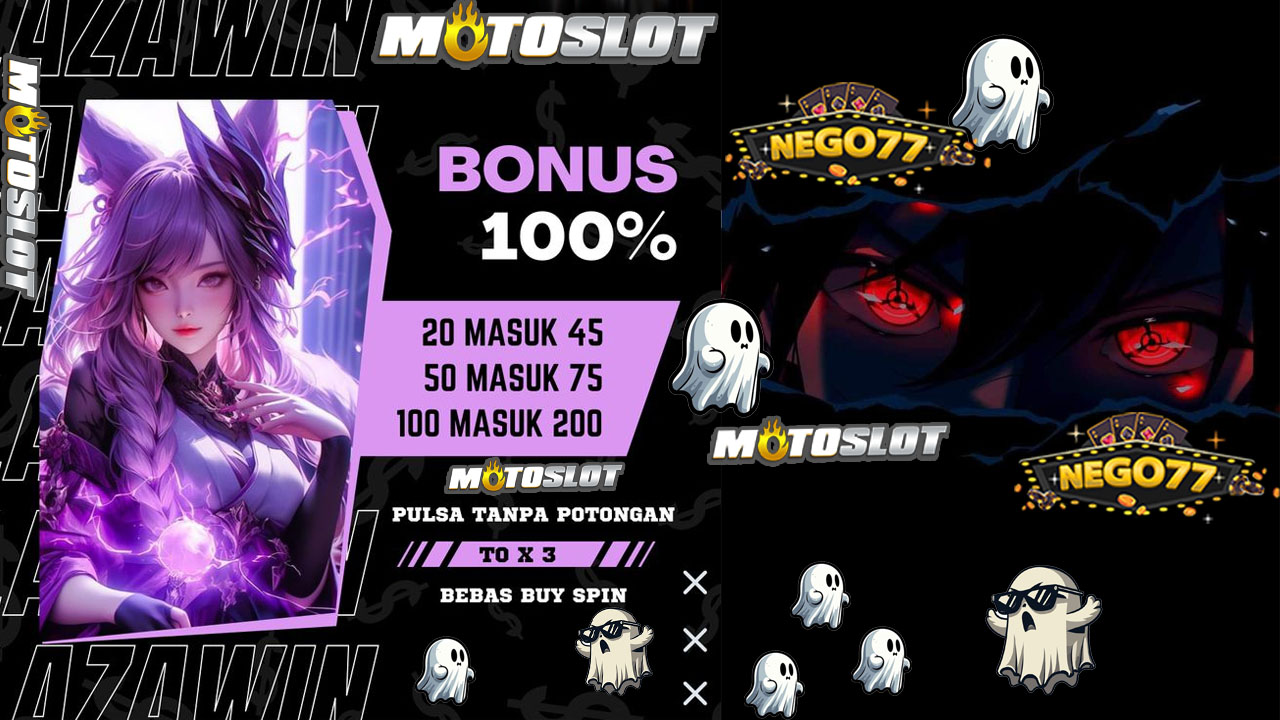 AZAWIN
MOTOSLOT
MOTOSLOT
BONUS
100%
20 MASUK 45
50 MASUK 75
100 MASUK 200
MOTOSLOT
PULSA TANPA POTONGAN
TO X 3
BEBAS BUY SPIN
AZAWIN
NEGO77
MOTOSLOT
NEGO77